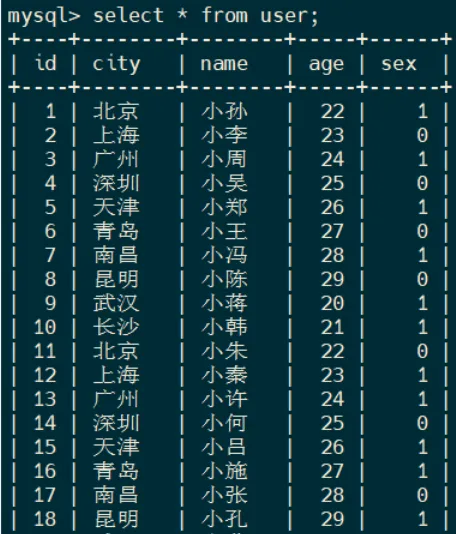 mysql> select * from user;
+----+--------+--------+-----+------+
| id | city | name | age | sex |
+----+--------+--------+-----+------+
| 1 | 北京 | 小孙 | 22 | 1 |
| 2 | 上海 | 小李 | 23 | 0 |
| 3 | 广州 | 小周 | 24 | 1 |
| 4 | 深圳 | 小吴 | 25 | 0 |
| 5 | 天津 | 小郑 | 26 | 1 |
| 6 | 青岛 | 小王 | 27 | 0 |
| 7 | 南昌 | 小冯 | 28 | 1 |
| 8 | 昆明 | 小陈 | 29 | 0 |
| 9 | 武汉 | 小蒋 | 20 | 1 |
| 10 | 长沙 | 小韩 | 21 | 1 |
| 11 | 北京 | 小朱 | 22 | 0 |
| 12 | 上海 | 小秦 | 23 | 1 |
| 13 | 广州 | 小许 | 24 | 1 |
| 14 | 深圳 | 小何 | 25 | 0 |
| 15 | 天津 | 小吕 | 26 | 1 |
| 16 | 青岛 | 小施 | 27 | 1 |
| 17 | 南昌 | 小张 | 28 | 0 |
| 18 | 昆明 | 小孔 | 29 | 1 |